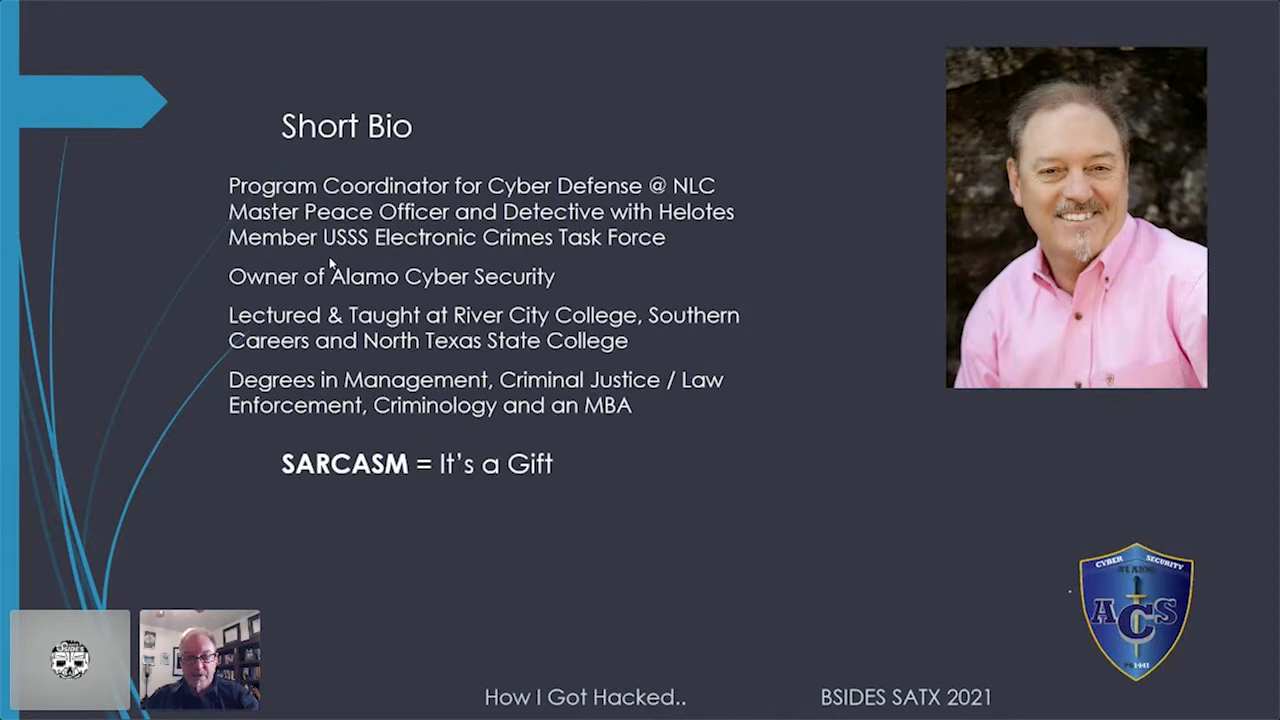 Short Bio
Program Coordinator for Cyber Defense @ NLC
Master Peace Officer and Detective with Helotes
Member USSS Electronic Crimes Task Force
Owner of Alamo Cyber Security
Lectured & Taught at River City College, Southern
Careers and North Texas State College
Degrees in Management, Criminal Justice / Law
Enforcement, Criminology and an MBA
SARCASM = It's a Gift
CYBER SECURITY
ACS
BSIDES
How I Got Hacked..
BSIDES SATX 2021